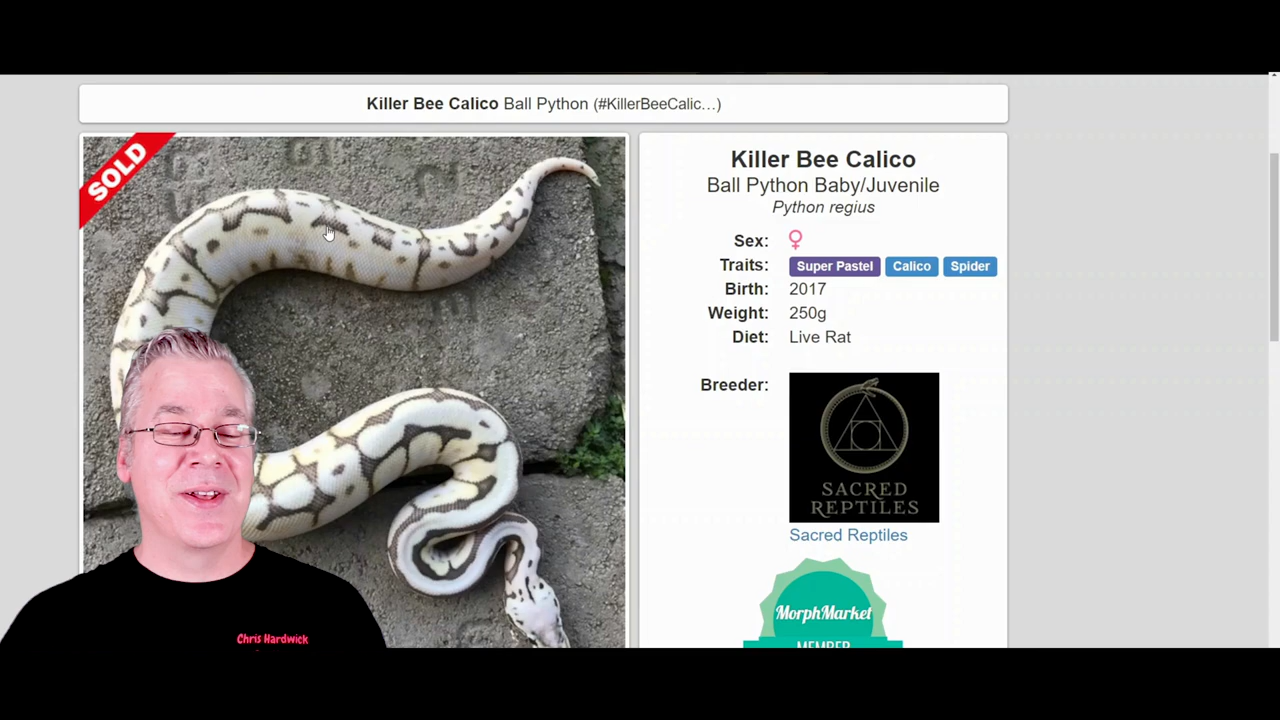 Killer Bee Calico Ball Python (#KillerBeeCalic...)
SOLD
Killer Bee Calico
Ball Python Baby/Juvenile
Python regius
Sex: ♀
Traits: Super Pastel Calico Spider
Birth: 2017
Weight: 250g
Diet: Live Rat
Breeder:
SACRED
REPTILES
Sacred Reptiles
MorphMarket
MEMBER
Chris Hardwick